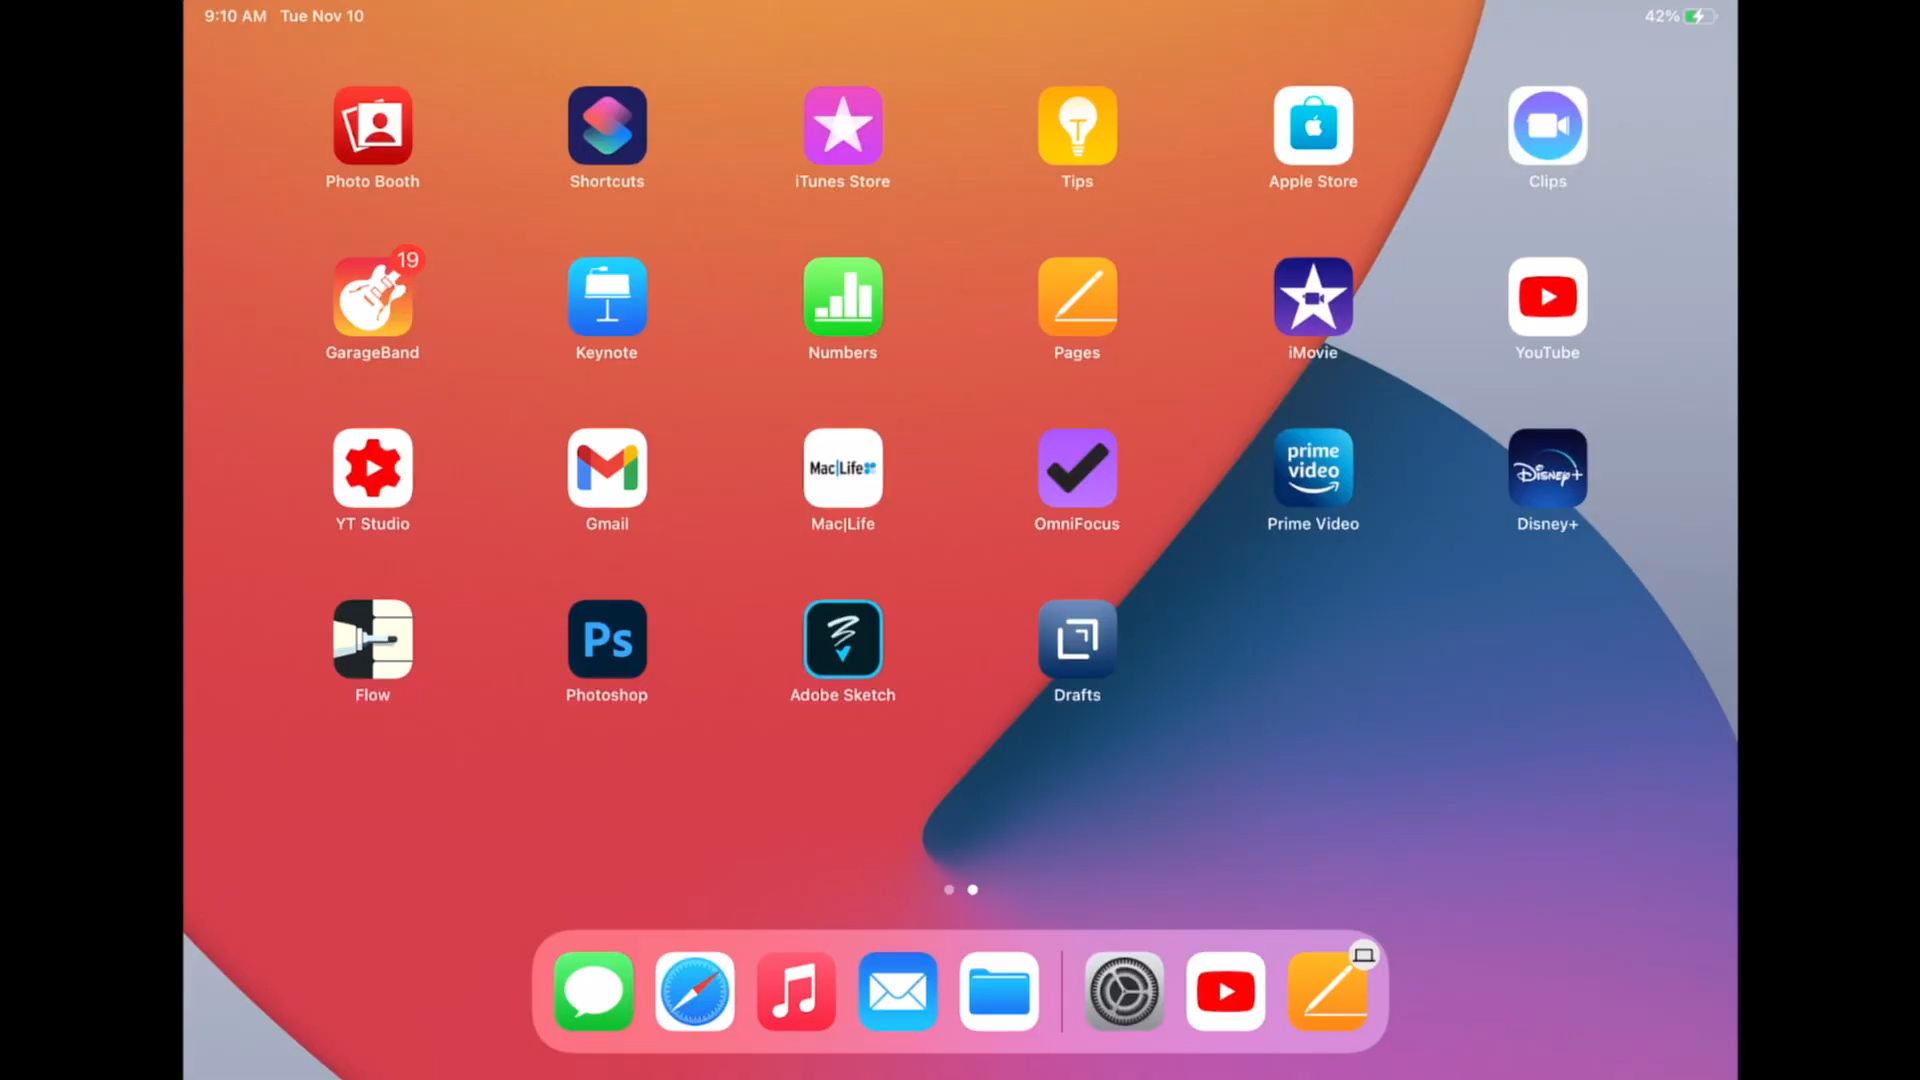 9:10 AM Tue Nov 10 42%
Photo Booth Shortcuts iTunes Store Tips Apple Store Clips
19
GarageBand Keynote Numbers Pages iMovie YouTube
Mac|Life
prime
video
Disney+
YT Studio Gmail Mac|Life OmniFocus Prime Video Disney+
Ps
Flow Photoshop Adobe Sketch Drafts